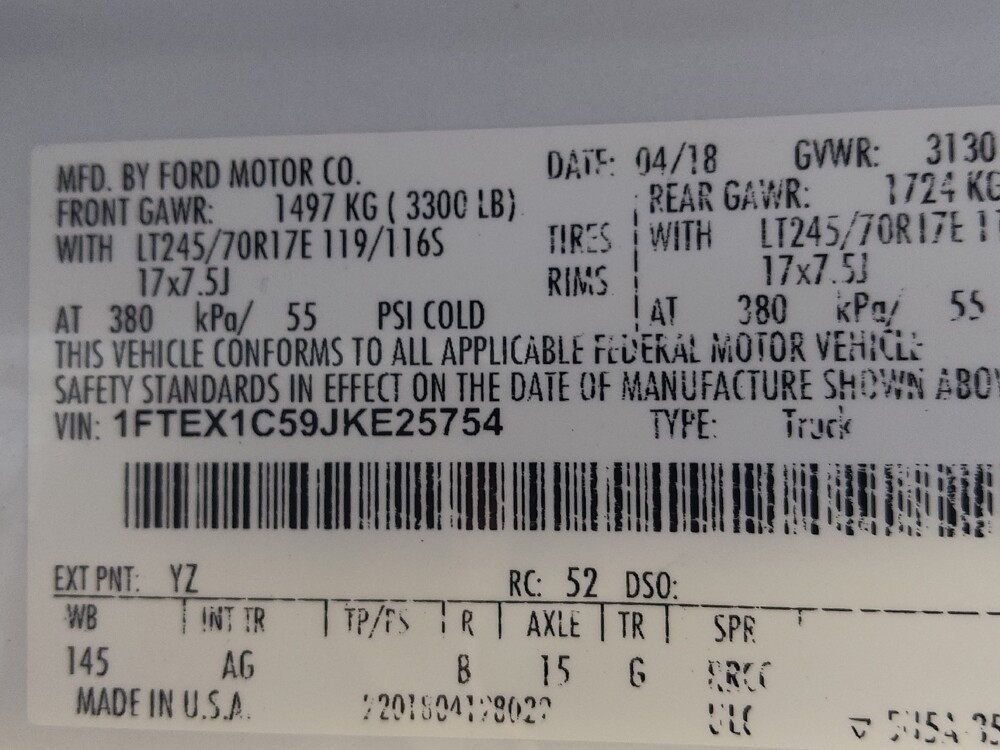 MFD. BY FORD MOTOR CO. DATE: 04/18 GVWR: 3130
FRONT GAWR: 1497 KG ( 3300 LB) REAR GAWR: 1724 KG
WITH LT245/70R17E 119/116S TIRES WITH LT245/70R17E
17x7.5J RIMS 17x7.5J
AT 380 kPa/ 55 PSI COLD AT 380 kPa/ 55
THIS VEHICLE CONFORMS TO ALL APPLICABLE FEDERAL MOTOR VEHICLE
SAFETY STANDARDS IN EFFECT ON THE DATE OF MANUFACTURE SHOWN ABO
VIN: 1FTEX1C59JKE25754 TYPE: Truck
EXT PNT: YZ RC: 52 DSO:
WB INT TR TP/PS R AXLE TR SPR
145 AG B 15 G
MADE IN U.S.A.